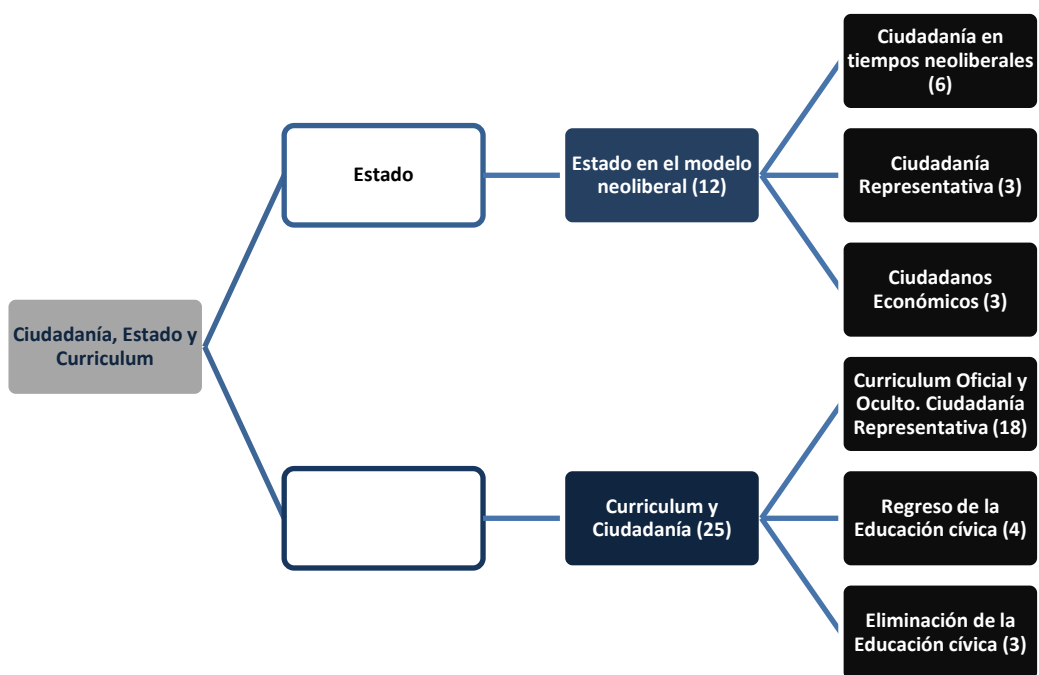 Ciudadanía, Estado y
Curriculum
Estado
Estado en el modelo
neoliberal (12)
Ciudadanía en
tiempos neoliberales
(6)
Ciudadanía
Representativa (3)
Ciudadanos
Económicos (3)
Curriculum y
Ciudadanía (25)
Curriculum Oficial y
Oculto. Ciudadanía
Representativa (18)
Regreso de la
Educación cívica (4)
Eliminación de la
Educación cívica (3)